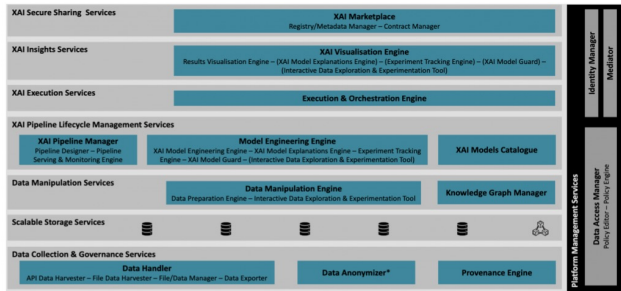 XAI Secure Sharing Services
XAI Marketplace
Registry/Metadata Manager – Contract Manager
XAI Insights Services
XAI Visualisation Engine
Results Visualisation Engine – (XAI Model Explanations Engine) – (Experiment Tracking Engine) – (XAI Model Guard) –
(Interactive Data Exploration & Experimentation Tool)
XAI Execution Services
Execution & Orchestration Engine
XAI Pipeline Lifecycle Management Services
XAI Pipeline Manager
Pipeline Designer – Pipeline
Serving & Monitoring Engine
Model Engineering Engine
XAI Model Engineering Engine – XAI Model Explanations Engine – Experiment Tracking
Engine – XAI Model Guard – (Interactive Data Exploration & Experimentation Tool)
XAI Models Catalogue
Data Manipulation Services
Data Manipulation Engine
Data Preparation Engine – Interactive Data Exploration & Experimentation Tool
Knowledge Graph Manager
Scalable Storage Services
Data Collection & Governance Services
Data Handler
API Data Harvester – File Data Harvester – File/Data Manager – Data Exporter
Data Anonymizer*
Provenance Engine
Platform Management Services
Identity Manager
Mediator
Data Access Manager
Policy Editor – Policy Engine